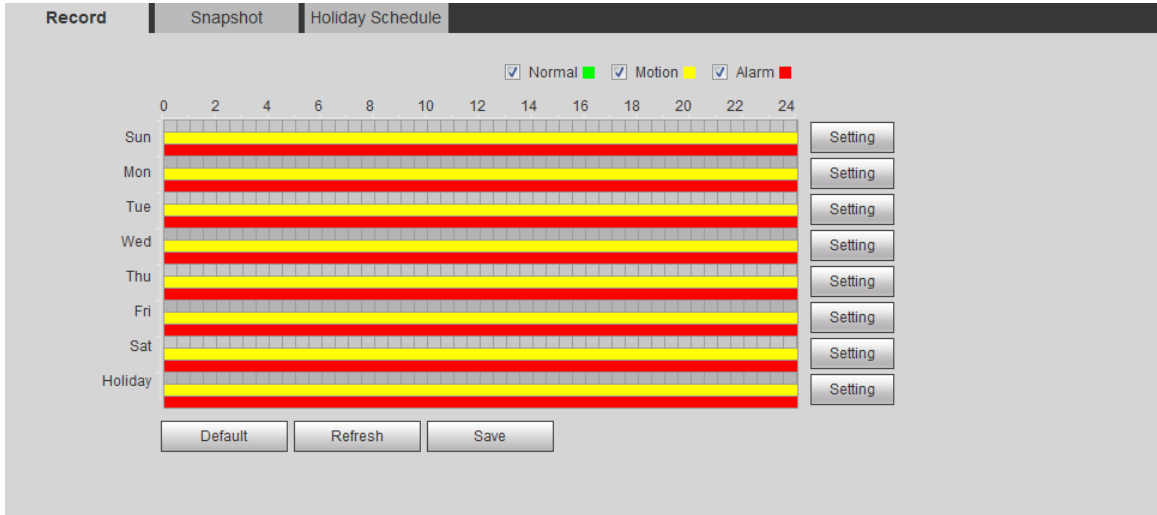 Record Snapshot Holiday Schedule
Normal Motion Alarm
0 2 4 6 8 10 12 14 16 18 20 22 24
Sun Setting
Mon Setting
Tue Setting
Wed Setting
Thu Setting
Fri Setting
Sat Setting
Holiday Setting
Default Refresh Save